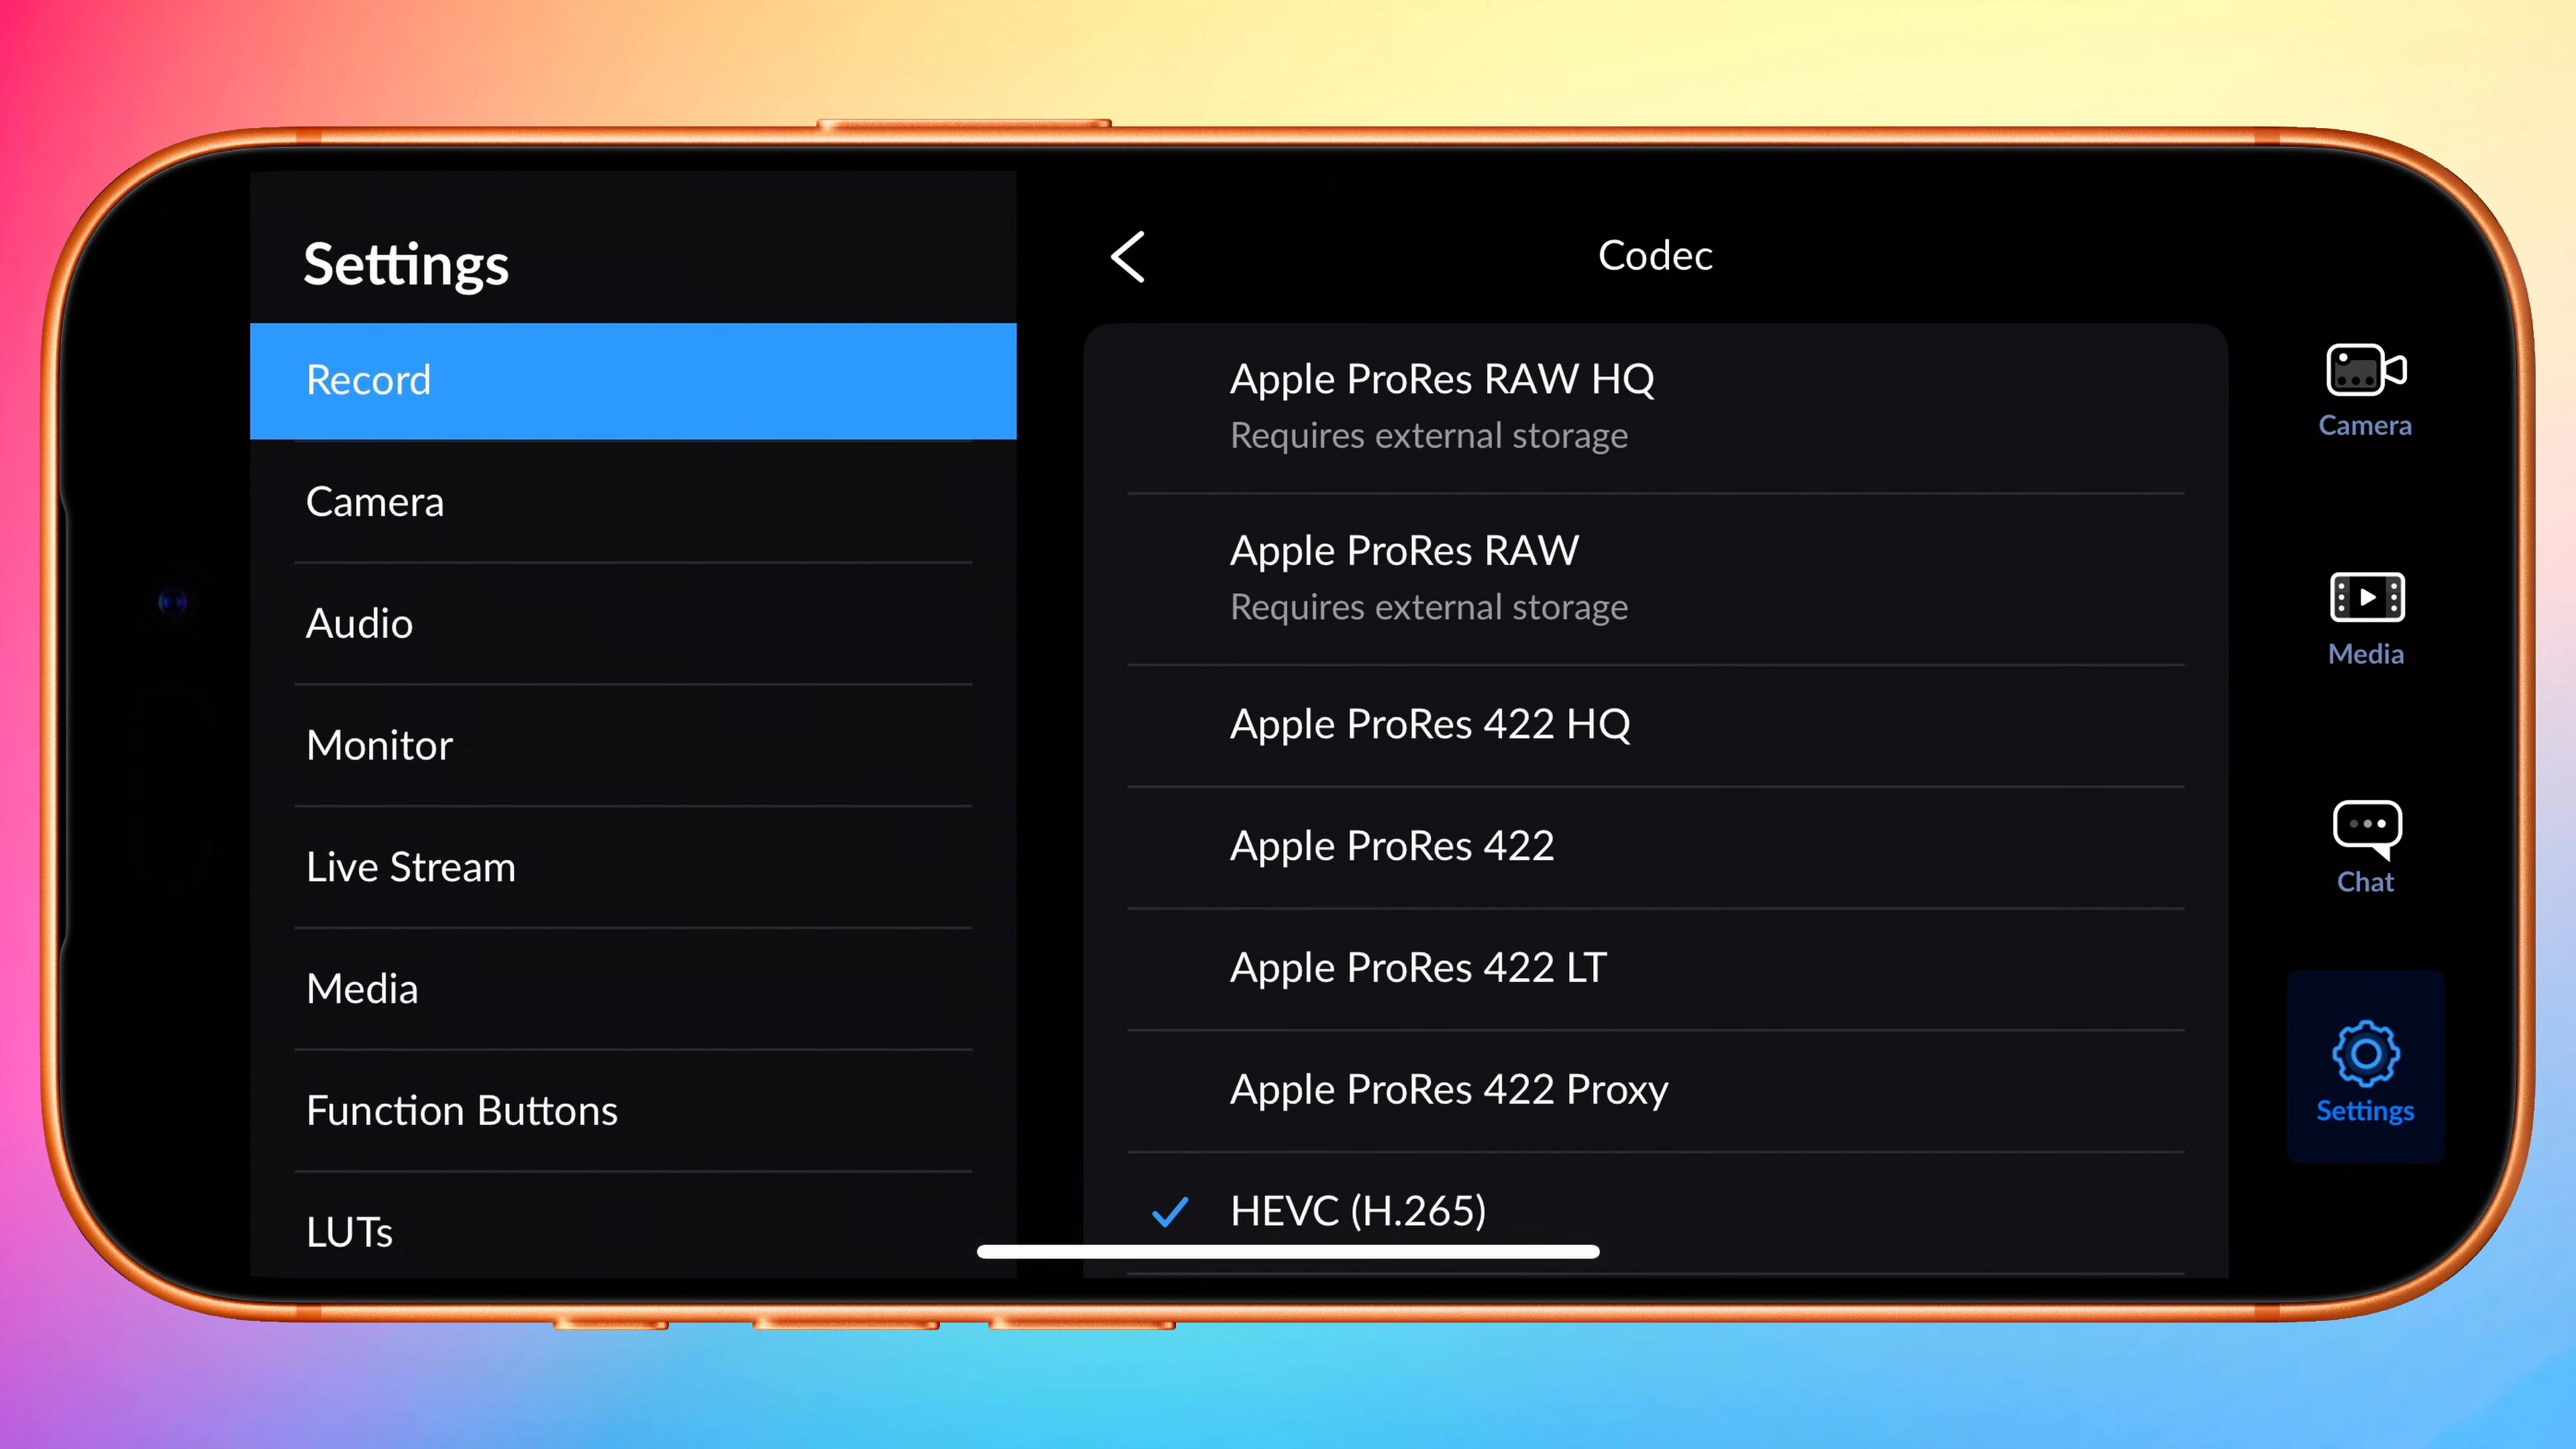 Settings
Record
Camera
Audio
Monitor
Live Stream
Media
Function Buttons
LUTs
Codec
Apple ProRes RAW HQ
Requires external storage
Apple ProRes RAW
Requires external storage
Apple ProRes 422 HQ
Apple ProRes 422
Apple ProRes 422 LT
Apple ProRes 422 Proxy
HEVC (H.265)
Camera
Media
Chat
Settings